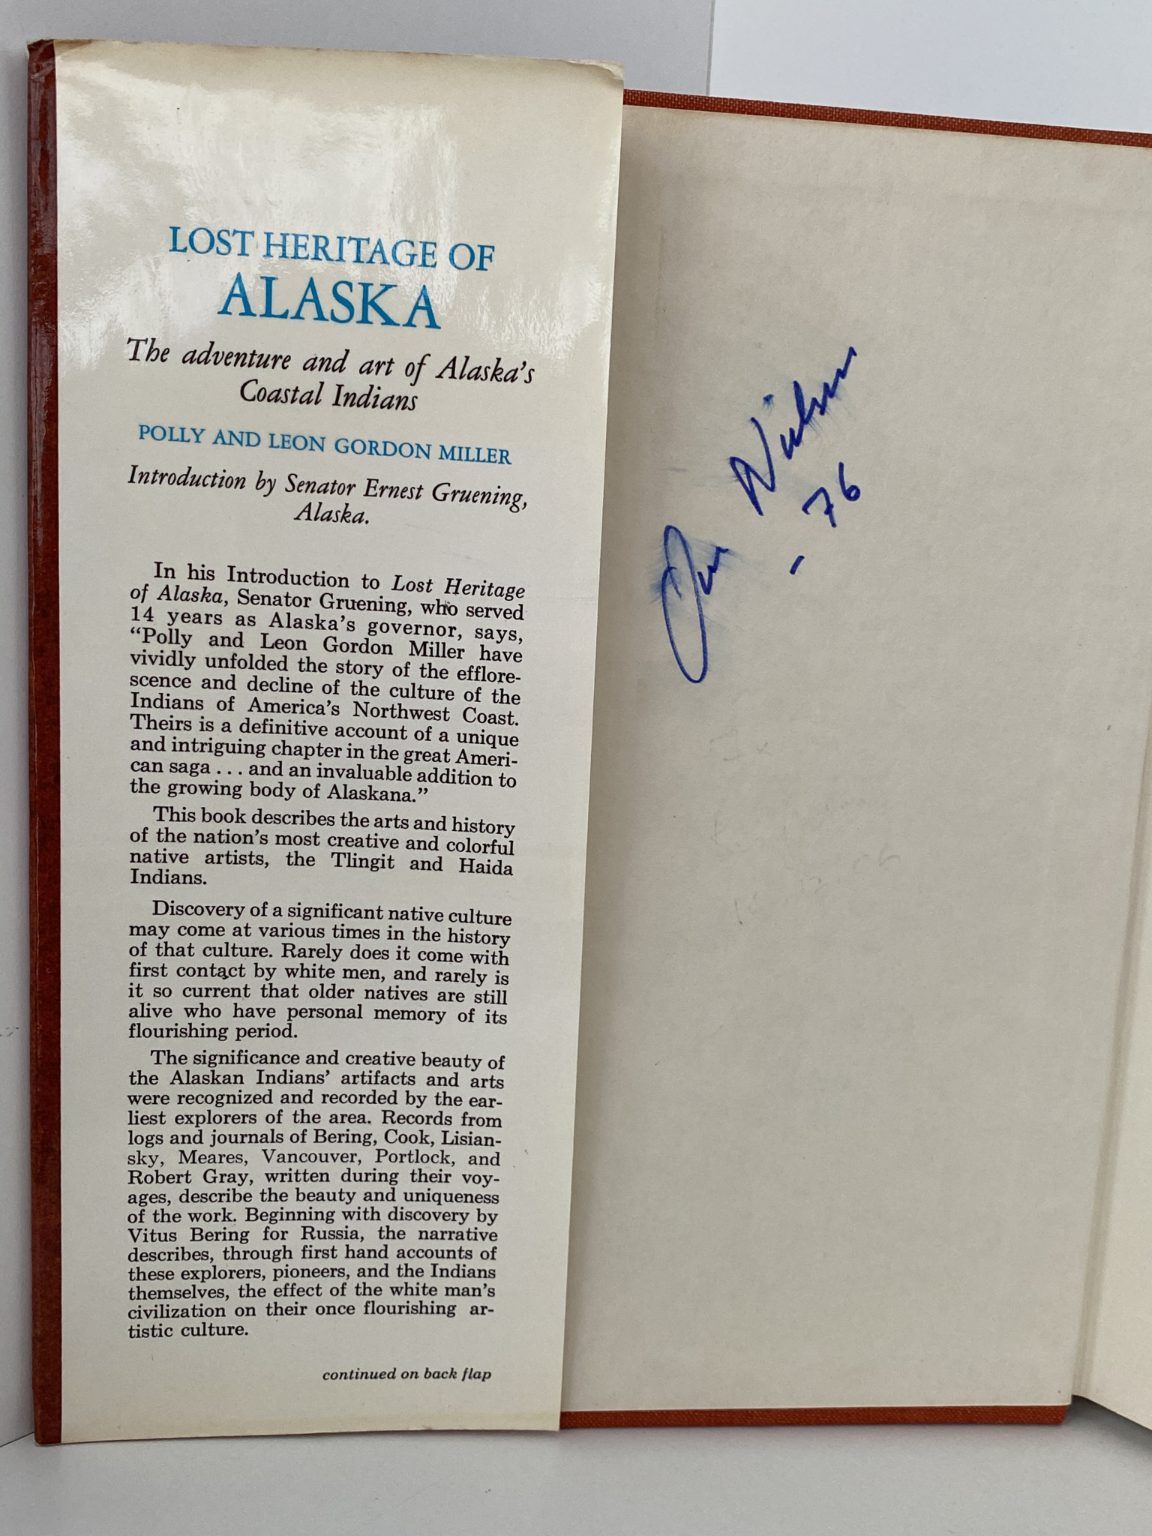 LOST HERITAGE OF
ALASKA
The adventure and art of Alaska's
Coastal Indians
POLLY AND LEON GORDON MILLER
Introduction by Senator Ernest Gruening,
Alaska.
In his Introduction to Lost Heritage
of Alaska, Senator Gruening, who served
14 years as Alaska's governor, says,
“Polly and Leon Gordon Miller have
vividly unfolded the story of the efflore-
scence and decline of the culture of the
Indians of America's Northwest Coast.
Theirs is a definitive account of a unique
and intriguing chapter in the great Ameri-
can saga . . . and an invaluable addition to
the growing body of Alaskana.”
This book describes the arts and history
of the nation's most creative and colorful
native artists, the Tlingit and Haida
Indians.
Discovery of a significant native culture
may come at various times in the history
of that culture. Rarely does it come with
first contact by white men, and rarely is
it so current that older natives are still
alive who have personal memory of its
flourishing period.
The significance and creative beauty of
the Alaskan Indians' artifacts and arts
were recognized and recorded by the ear-
liest explorers of the area. Records from
logs and journals of Bering, Cook, Lisian-
sky, Meares, Vancouver, Portlock, and
Robert Gray, written during their voy-
ages, describe the beauty and uniqueness
of the work. Beginning with discovery by
Vitus Bering for Russia, the narrative
describes, through first hand accounts of
these explorers, pioneers, and the Indians
themselves, the effect of the white man's
civilization on their once flourishing ar-
tistic culture.
continued on back flap
- 76